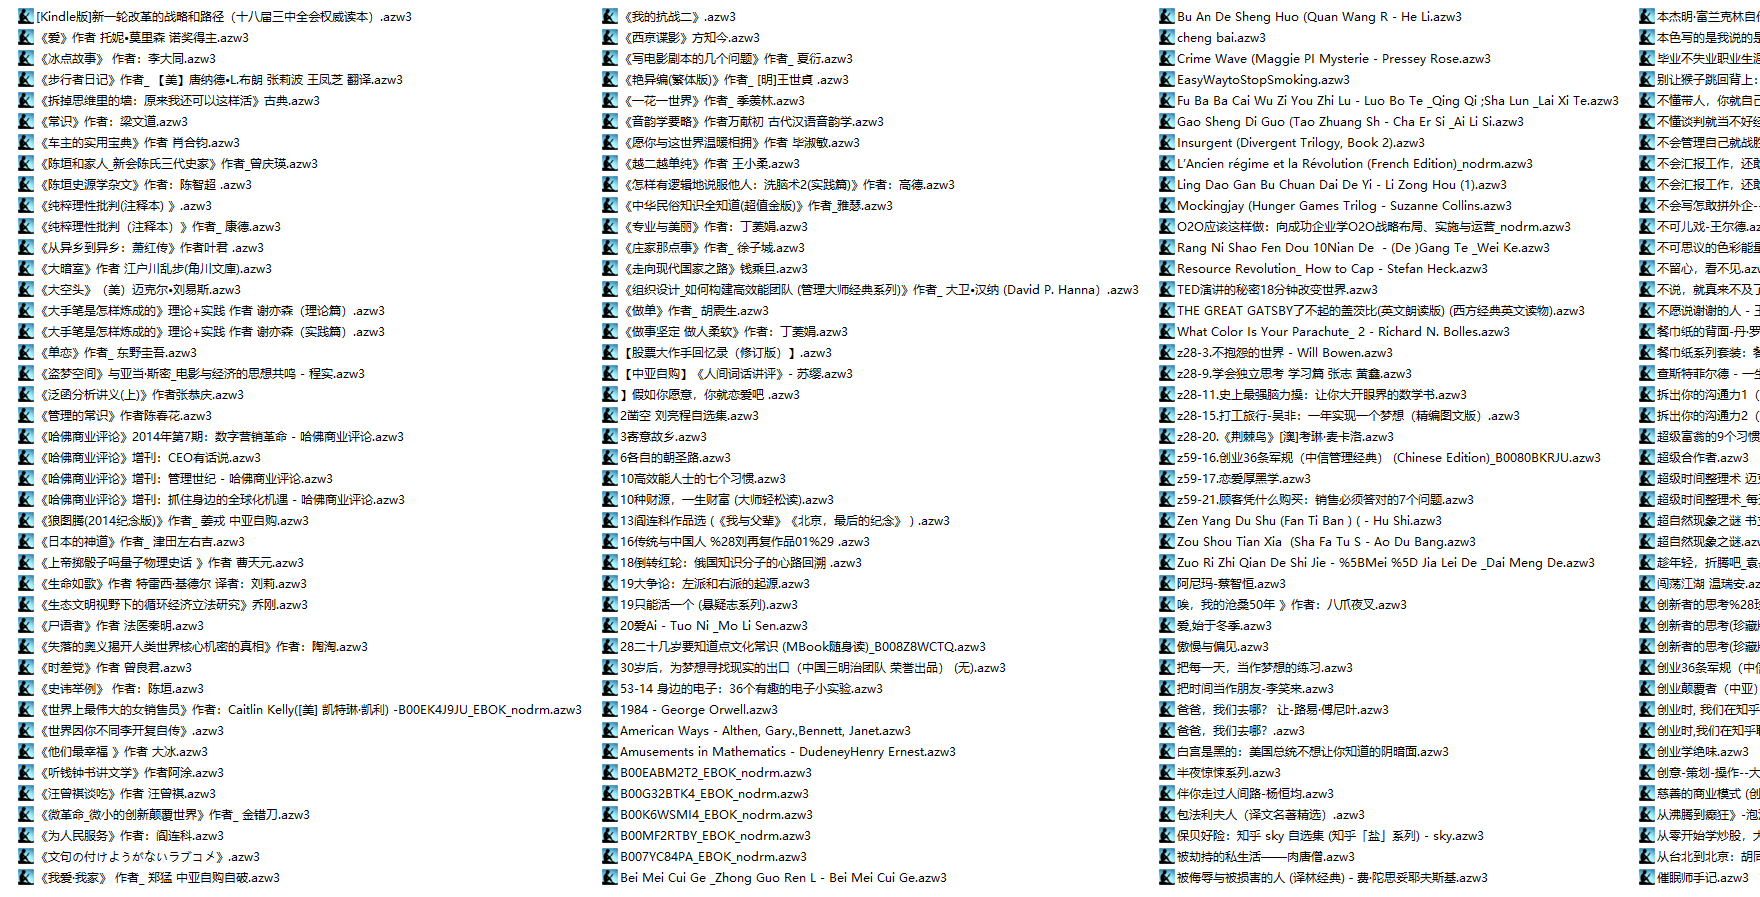 [Kindle版]新一轮改革的战略和路径（十八届三中全会权威读本）.azw3
《爱》作者 托妮•莫里森 诺奖得主.azw3
《冰点故事》 作者：李大同.azw3
《步行者日记》作者_【美】唐纳德•L.布朗 张莉波 王凤芝 翻译.azw3
《拆掉思维里的墙：原来我还可以这样活》古典.azw3
《常识》作者：梁文道.azw3
《车主的实用宝典》作者 肖合钧.azw3
《陈垣和家人_新会陈氏三代史家》作者_曾庆瑛.azw3
《陈垣史源学杂文》作者：陈智超 .azw3
《纯粹理性批判(注释本) 》.azw3
《纯粹理性批判（注释本）》作者_ 康德.azw3
《从异乡到异乡：萧红传》作者叶君 .azw3
《大暗室》作者 江户川乱步(角川文庫).azw3
《大空头》（美）迈克尔•刘易斯.azw3
《大手笔是怎样炼成的》理论+实践 作者 谢亦森（理论篇）.azw3
《大手笔是怎样炼成的》理论+实践 作者 谢亦森（实践篇）.azw3
《单恋》作者_ 东野圭吾.azw3
《盗梦空间》与亚当·斯密_电影与经济的思想共鸣 - 程实.azw3
《泛函分析讲义(上)》作者张恭庆.azw3
《管理的常识》作者陈春花.azw3
《哈佛商业评论》2014年第7期：数字营销革命 - 哈佛商业评论.azw3
《哈佛商业评论》增刊：CEO有话说.azw3
《哈佛商业评论》增刊：管理世纪 - 哈佛商业评论.azw3
《哈佛商业评论》增刊：抓住身边的全球化机遇 - 哈佛商业评论.azw3
《狼图腾(2014纪念版)》作者_ 姜戎 中亚自购.azw3
《日本的神道》作者_ 津田左右吉.azw3
《上帝掷骰子吗量子物理史话 》作者 曹天元.azw3
《生命如歌》作者 特雷西·基德尔 译者：刘莉.azw3
《生态文明视野下的循环经济立法研究》乔刚.azw3
《尸语者》作者 法医秦明.azw3
《失落的奥义揭开人类世界核心机密的真相》作者：陶淘.azw3
《时差党》作者 曾良君.azw3
《史讳举例》 作者：陈垣.azw3
《世界上最伟大的女销售员》作者：Caitlin Kelly([美] 凯特琳·凯利) -B00EK4J9JU_EBOK_nodrm.azw3
《世界因你不同李开复自传》.azw3
《他们最幸福 》作者 大冰.azw3
《听钱钟书讲文学》作者阿涂.azw3
《汪曾祺谈吃》作者 汪曾祺.azw3
《微革命_微小的创新颠覆世界》作者_ 金错刀.azw3
《为人民服务》作者：阎连科.azw3
《文句の付けようがないラブコメ》.azw3
《我爱·我家》 作者_ 郑猛 中亚自购自破.azw3
《我的抗战二》.azw3
《西京谍影》方知今.azw3
《写电影剧本的几个问题》作者_ 夏衍.azw3
《艳异编(繁体版)》作者_ [明]王世貞 .azw3
《一花一世界》作者_ 季羡林.azw3
《音韵学要略》作者万献初 古代汉语音韵学.azw3
《愿你与这世界温暖相拥》作者 毕淑敏.azw3
《越二越单纯》作者 王小柔.azw3
《怎样有逻辑地说服他人：洗脑术2(实践篇)》作者：高德.azw3
《中华民俗知识全知道(超值金版)》作者_雅瑟.azw3
《专业与美丽》作者：丁菱娟.azw3
《庄家那点事》作者_ 徐子城.azw3
《走向现代国家之路》钱乘旦.azw3
《组织设计_如何构建高效能团队 (管理大师经典系列)》作者_ 大卫•汉纳 (David P. Hanna）.azw3
《做单》作者_ 胡震生.azw3
《做事坚定 做人柔软》作者：丁菱娟.azw3
【股票大作手回忆录（修订版）】.azw3
【中亚自购】《人间词话讲评》- 苏缨.azw3
】假如你愿意，你就恋爱吧 .azw3
2凿空 刘亮程自选集.azw3
3寄意故乡.azw3
6各自的朝圣路.azw3
10高效能人士的七个习惯.azw3
10种财源，一生财富 (大师轻松读).azw3
13阎连科作品选 (《我与父辈》《北京，最后的纪念》 ) .azw3
16传统与中国人 %28刘再复作品01%29 .azw3
18倒转红轮：俄国知识分子的心路回溯 .azw3
19大争论：左派和右派的起源.azw3
19只能活一个 (悬疑志系列).azw3
20爱Ai - Tuo Ni _Mo Li Sen.azw3
28二十几岁要知道点文化常识 (MBook随身读)_B008Z8WCTQ.azw3
30岁后，为梦想寻找现实的出口（中国三明治团队 荣誉出品） (无).azw3
53-14 身边的电子：36个有趣的电子小实验.azw3
1984 - George Orwell.azw3
American Ways - Althen, Gary.,Bennett, Janet.azw3
Amusements in Mathematics - DudeneyHenry Ernest.azw3
B00EABM2T2_EBOK_nodrm.azw3
B00G32BTK4_EBOK_nodrm.azw3
B00K6WSMI4_EBOK_nodrm.azw3
B00MF2RTBY_EBOK_nodrm.azw3
B007YC84PA_EBOK_nodrm.azw3
Bei Mei Cui Ge _Zhong Guo Ren L - Bei Mei Cui Ge.azw3
Bu An De Sheng Huo (Quan Wang R - He Li.azw3
cheng bai.azw3
Crime Wave (Maggie PI Mysterie - Pressey Rose.azw3
EasyWaytoStopSmoking.azw3
Fu Ba Ba Cai Wu Zi You Zhi Lu - Luo Bo Te _Qing Qi ;Sha Lun _Lai Xi Te.azw3
Gao Sheng Di Guo (Tao Zhuang Sh - Cha Er Si _Ai Li Si.azw3
Insurgent (Divergent Trilogy, Book 2).azw3
L'Ancien régime et la Révolution (French Edition)_nodrm.azw3
Ling Dao Gan Bu Chuan Dai De Yi - Li Zong Hou (1).azw3
Mockingjay (Hunger Games Trilog - Suzanne Collins.azw3
O2O应该这样做：向成功企业学O2O战略布局、实施与运营_nodrm.azw3
Rang Ni Shao Fen Dou 10Nian De  - (De )Gang Te _Wei Ke.azw3
Resource Revolution_ How to Cap - Stefan Heck.azw3
TED演讲的秘密18分钟改变世界.azw3
THE GREAT GATSBY了不起的盖茨比(英文朗读版) (西方经典英文读物).azw3
What Color Is Your Parachute_ 2 - Richard N. Bolles.azw3
z28-3.不抱怨的世界 - Will Bowen.azw3
z28-9.学会独立思考 学习篇 张志 黄鑫.azw3
z28-11.史上最强脑力操：让你大开眼界的数学书.azw3
z28-15.打工旅行-吴非：一年实现一个梦想（精编图文版）.azw3
z28-20.《荆棘鸟》[澳]考琳·麦卡洛.azw3
z59-16.创业36条军规（中信管理经典） (Chinese Edition)_B0080BKRJU.azw3
z59-17.恋爱厚黑学.azw3
z59-21.顾客凭什么购买：销售必须答对的7个问题.azw3
Zen Yang Du Shu (Fan Ti Ban ) ( - Hu Shi.azw3
Zou Shou Tian Xia  (Sha Fa Tu S - Ao Du Bang.azw3
Zuo Ri Zhi Qian De Shi Jie - %5BMei %5D Jia Lei De _Dai Meng De.azw3
阿尼玛-蔡智恒.azw3
唉，我的沧桑50年 》作者：八爪夜叉.azw3
爱,始于冬季.azw3
傲慢与偏见.azw3
把每一天，当作梦想的练习.azw3
把时间当作朋友-李笑来.azw3
爸爸，我们去哪？ 让-路易·傅尼叶.azw3
爸爸，我们去哪？.azw3
白宫是黑的：美国总统不想让你知道的阴暗面.azw3
半夜惊悚系列.azw3
伴你走过人间路-杨恒均.azw3
包法利夫人（译文名著精选）.azw3
保贝好险：知乎 sky 自选集 (知乎「盐」系列) - sky.azw3
被劫持的私生活——肉唐僧.azw3
被侮辱与被损害的人 (译林经典) - 费·陀思妥耶夫斯基.azw3
本杰明·富兰克林自
本色写的是我说的是
毕业不失业职业生涯
别让猴子跳回背上：
不懂带人，你就自己
不懂谈判就当不好经
不会管理自己就战胜
不会汇报工作，还敢
不会汇报工作，还敢
不会写怎敢拼外企--
不可儿戏-王尔德.az
不可思议的色彩能量
不留心，看不见.azw
不说，就真来不及了
不愿说谢谢的人 - 王
餐巾纸的背面-丹·罗
餐巾纸系列套装：餐
查斯特菲尔德 - 一生
拆出你的沟通力1（
拆出你的沟通力2（
超级富翁的9个习惯
超级合作者.azw3
超级时间整理术 迈克
超级时间整理术_每天
超自然现象之谜 书文
超自然现象之谜.azw
趁年轻，折腾吧_袁
闯荡江湖 温瑞安.az
创新者的思考%28珍
创新者的思考(珍藏版
创新者的思考(珍藏版
创业36条军规（中信
创业颠覆者（中亚）
创业时, 我们在知乎
创业时,我们在知乎聊
创业学绝味.azw3
创意-策划-操作--大
慈善的商业模式 (创
从沸腾到癫狂》-泡沫
从零开始学炒股，大
从台北到北京：胡同
催眠师手记.azw3